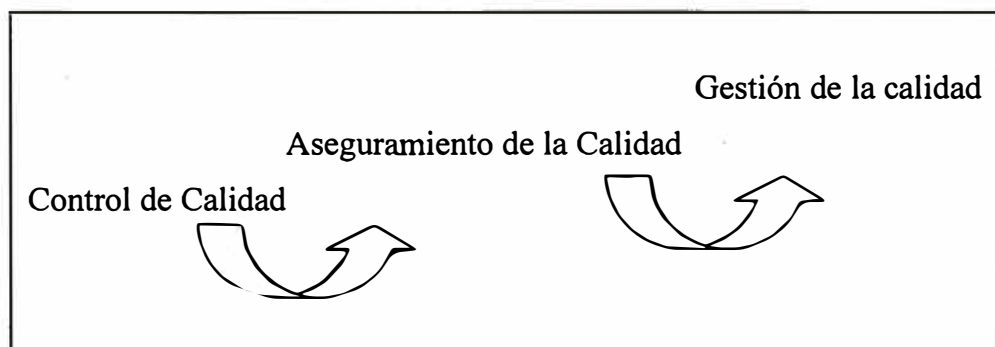 Gestión de la calidad
Aseguramiento de la Calidad
Control de Calidad